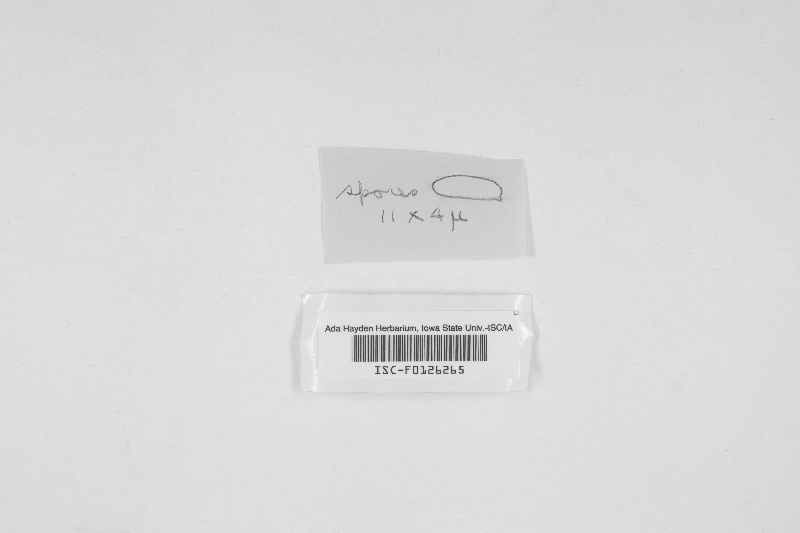 spores
11 x 4 µ
Ada Hayden Herbarium, Iowa State Univ.-ISC/IA
ISC-F0126265